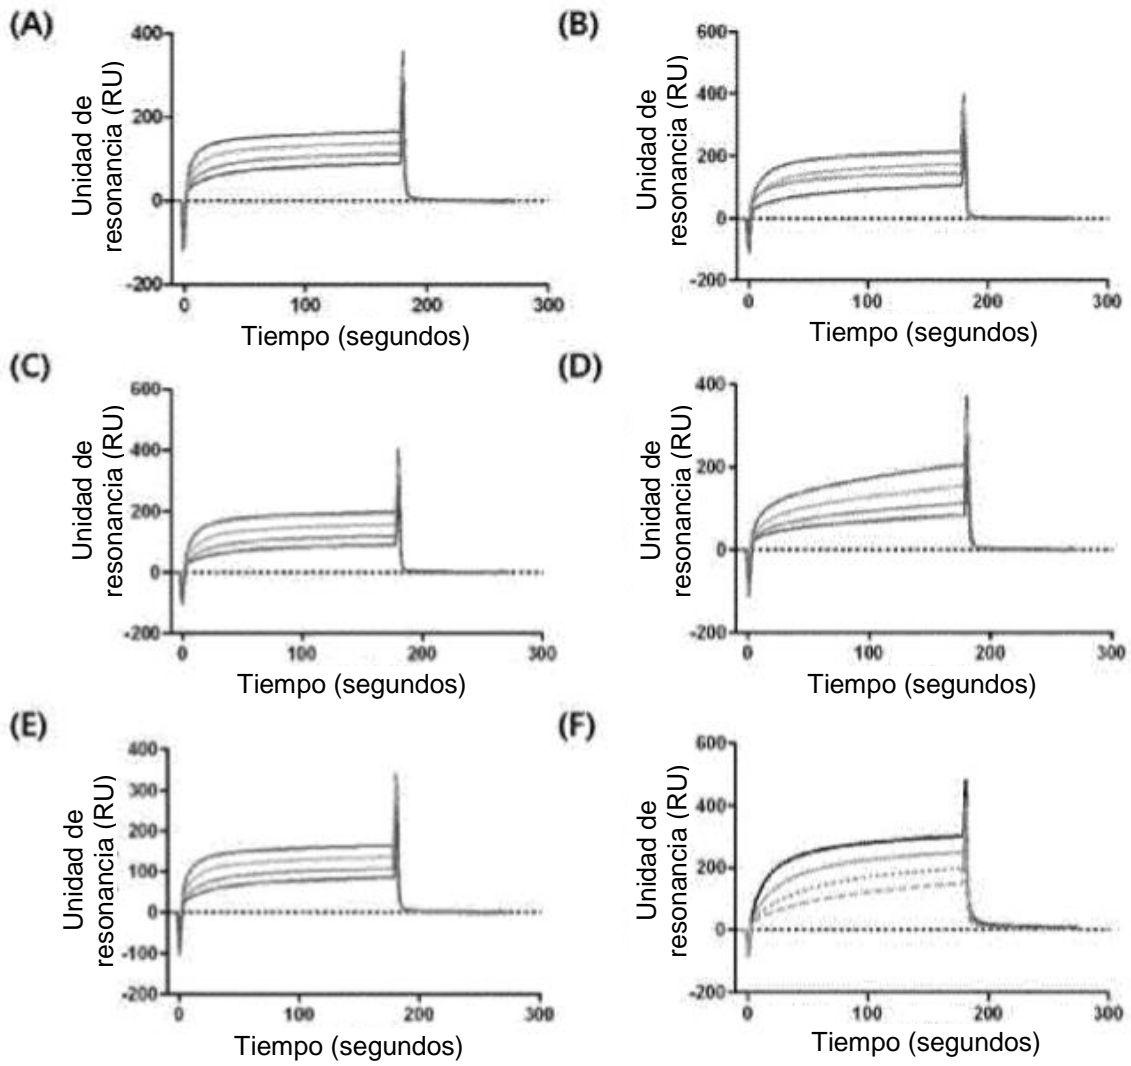 (A)
400
200
0
-200
0 100 200 300
Unidad de
resonancia (RU)
Tiempo (segundos)
(B)
600
400
200
0
-200
0 100 200 300
Unidad de
resonancia (RU)
Tiempo (segundos)
(C)
600
400
200
0
-200
0 100 200 300
Unidad de
resonancia (RU)
Tiempo (segundos)
(D)
400
200
0
-200
0 100 200 300
Unidad de
resonancia (RU)
Tiempo (segundos)
(E)
400
300
200
100
0
-100
-200
0 100 200 300
Unidad de
resonancia (RU)
Tiempo (segundos)
(F)
600
400
200
0
-200
0 100 200 300
Unidad de
resonancia (RU)
Tiempo (segundos)